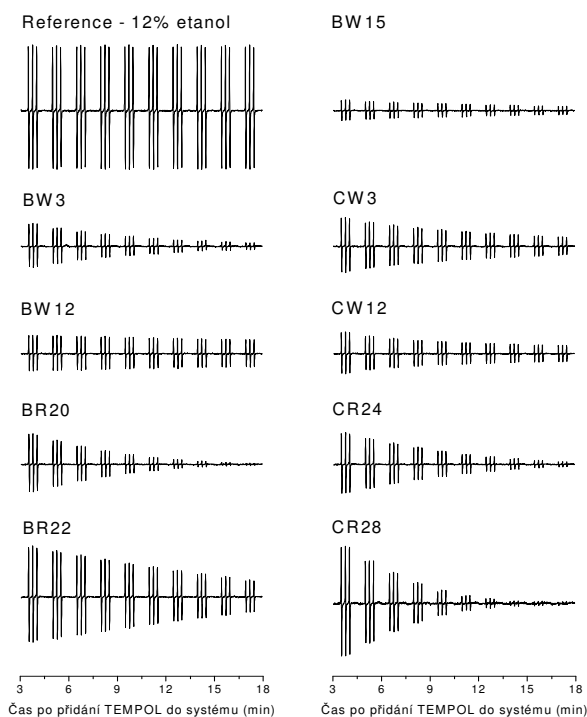 Reference - 12% etanol
BW15
BW3
CW3
BW12
CW12
BR20
CR24
BR22
CR28
3 6 9 12 15 18
3 6 9 12 15 18
Čas po přidání TEMPOL do systému (min)
Čas po přidání TEMPOL do systému (min)